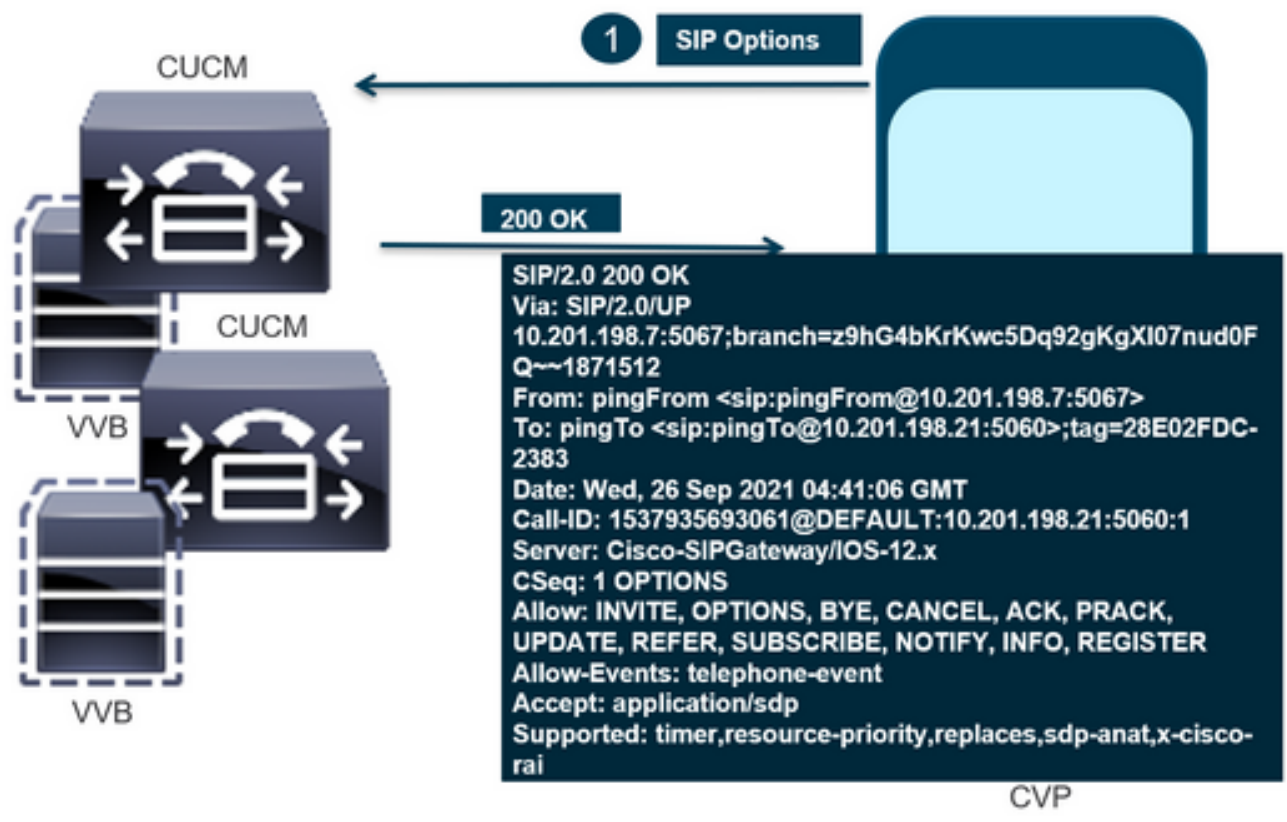 1 SIP Options
CUCM
200 OK
SIP/2.0 200 OK
Via: SIP/2.0/UP
10.201.198.7:5067;branch=z9hG4bKrKwc5Dq92gKgXI07nud0F
Q~~1871512
From: pingFrom <sip:pingFrom@10.201.198.7:5067>
To: pingTo <sip:pingTo@10.201.198.21:5060>;tag=28E02FDC-
2383
Date: Wed, 26 Sep 2021 04:41:06 GMT
Call-ID: 1537935693061@DEFAULT:10.201.198.21:5060:1
Server: Cisco-SIPGateway/IOS-12.x
CSeq: 1 OPTIONS
Allow: INVITE, OPTIONS, BYE, CANCEL, ACK, PRACK,
UPDATE, REFER, SUBSCRIBE, NOTIFY, INFO, REGISTER
Allow-Events: telephone-event
Accept: application/sdp
Supported: timer,resource-priority,replaces,sdp-anat,x-cisco-
rai
CUCM
VVB
VVB
CVP